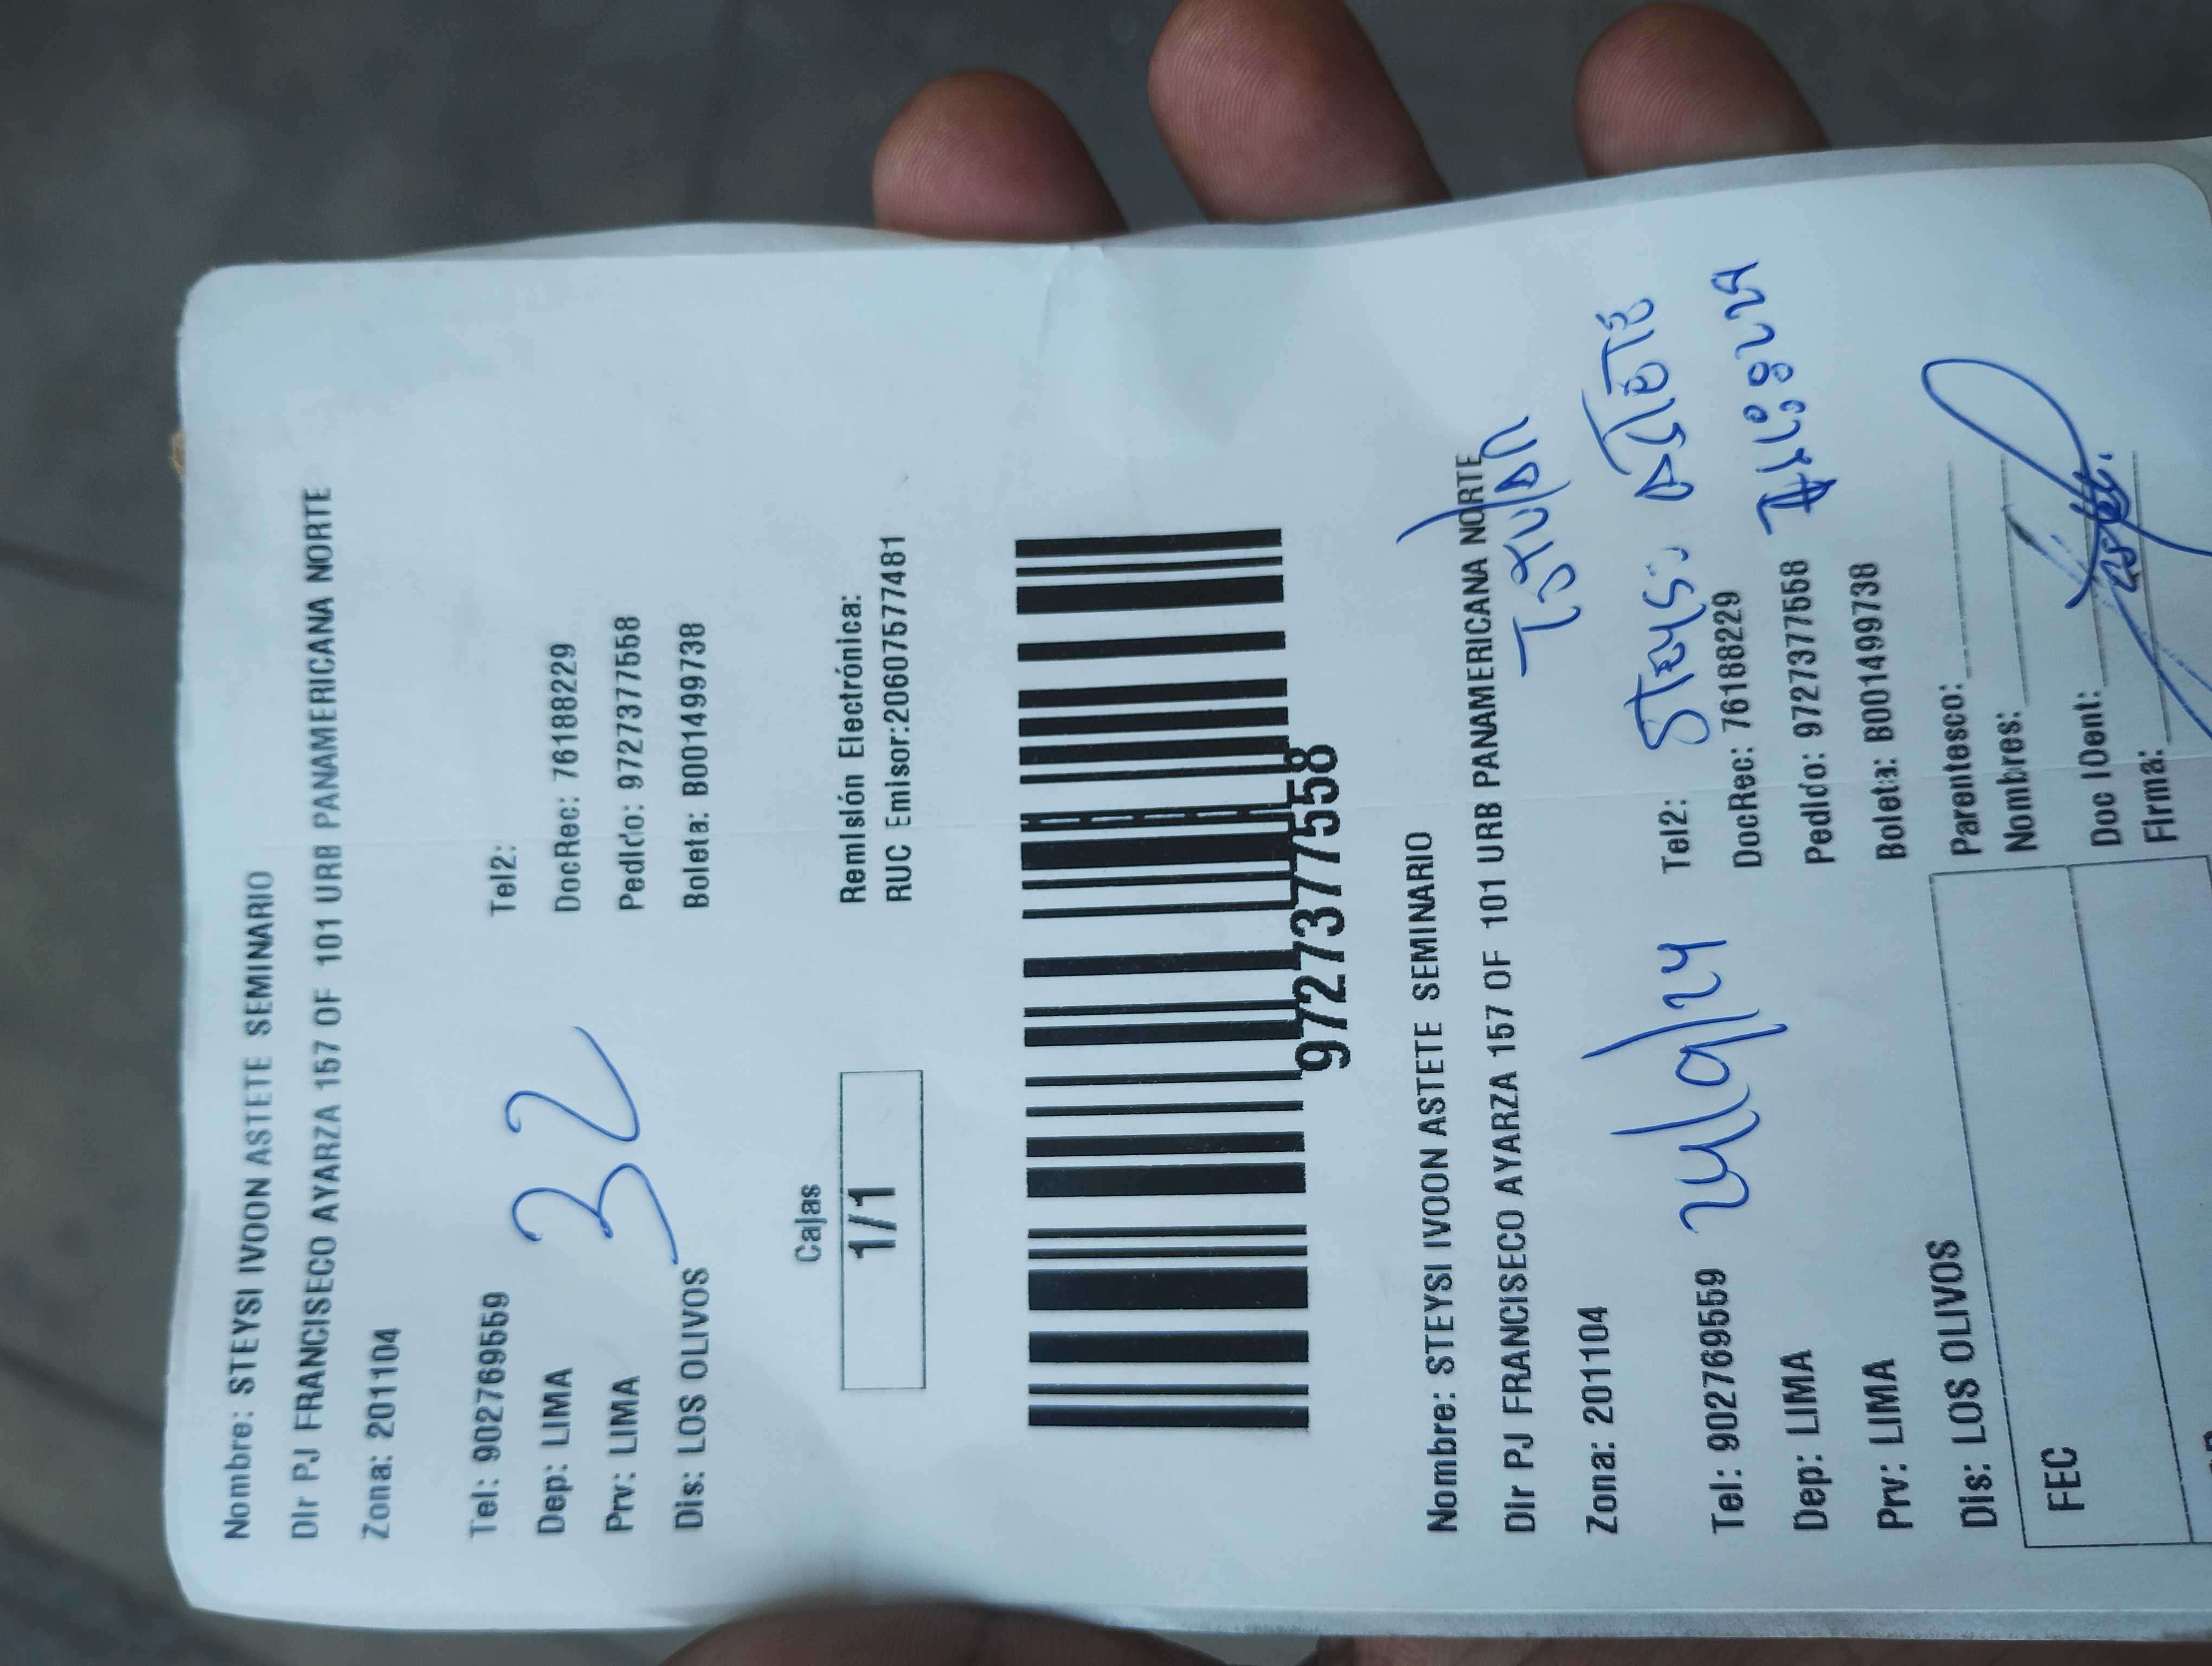 Nombre: STEYSI IVOON ASTETE SEMINARIO
Dir PJ FRANCISECO AYARZA 157 OF 101 URB PANAMERICANA NORTE
Zona: 201104
Tel: 902769559 Tel2:
Dep: LIMA DocRec: 76188229
Prv: LIMA Pedido: 9727377558
Dis: LOS OLIVOS Boleta: B001499738
32
Cajas
1/1
Remisión Electrónica:
RUC Emisor:20607577481
9727377558
Nombre: STEYSI IVOON ASTETE SEMINARIO
Dir PJ FRANCISECO AYARZA 157 OF 101 URB PANAMERICANA NORTE
Zona: 201104
Tel: 902769559 Tel2:
24/9/24
Dep: LIMA DocRec: 76188229
Prv: LIMA Pedido: 9727377558
Dis: LOS OLIVOS Boleta: B001499738
Parentesco:
Nombres:
Doc IDent:
Firma:
FEC